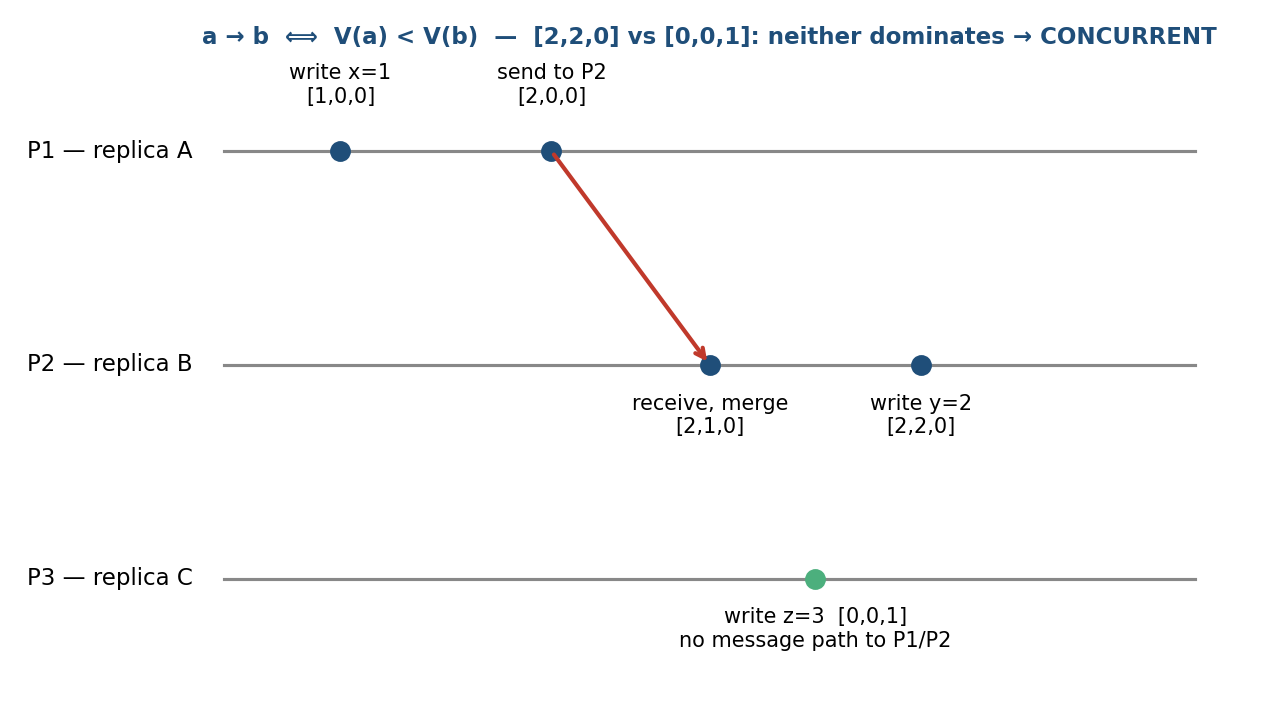 a → b ⟺ V(a) < V(b) — [2,2,0] vs [0,0,1]: neither dominates → CONCURRENT
write x=1
[1,0,0]
send to P2
[2,0,0]
P1 — replica A
P2 — replica B
receive, merge
[2,1,0]
write y=2
[2,2,0]
P3 — replica C
write z=3 [0,0,1]
no message path to P1/P2